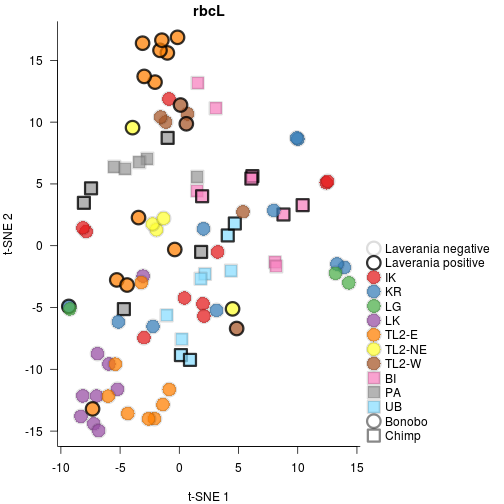 rbcL
15
10
5
0
-5
-10
-15
t-SNE 2
-10
-5
0
5
10
15
t-SNE 1
Laverania negative
Laverania positive
IK
KR
LG
LK
TL2-E
TL2-NE
TL2-W
BI
PA
UB
Bonobo
Chimp